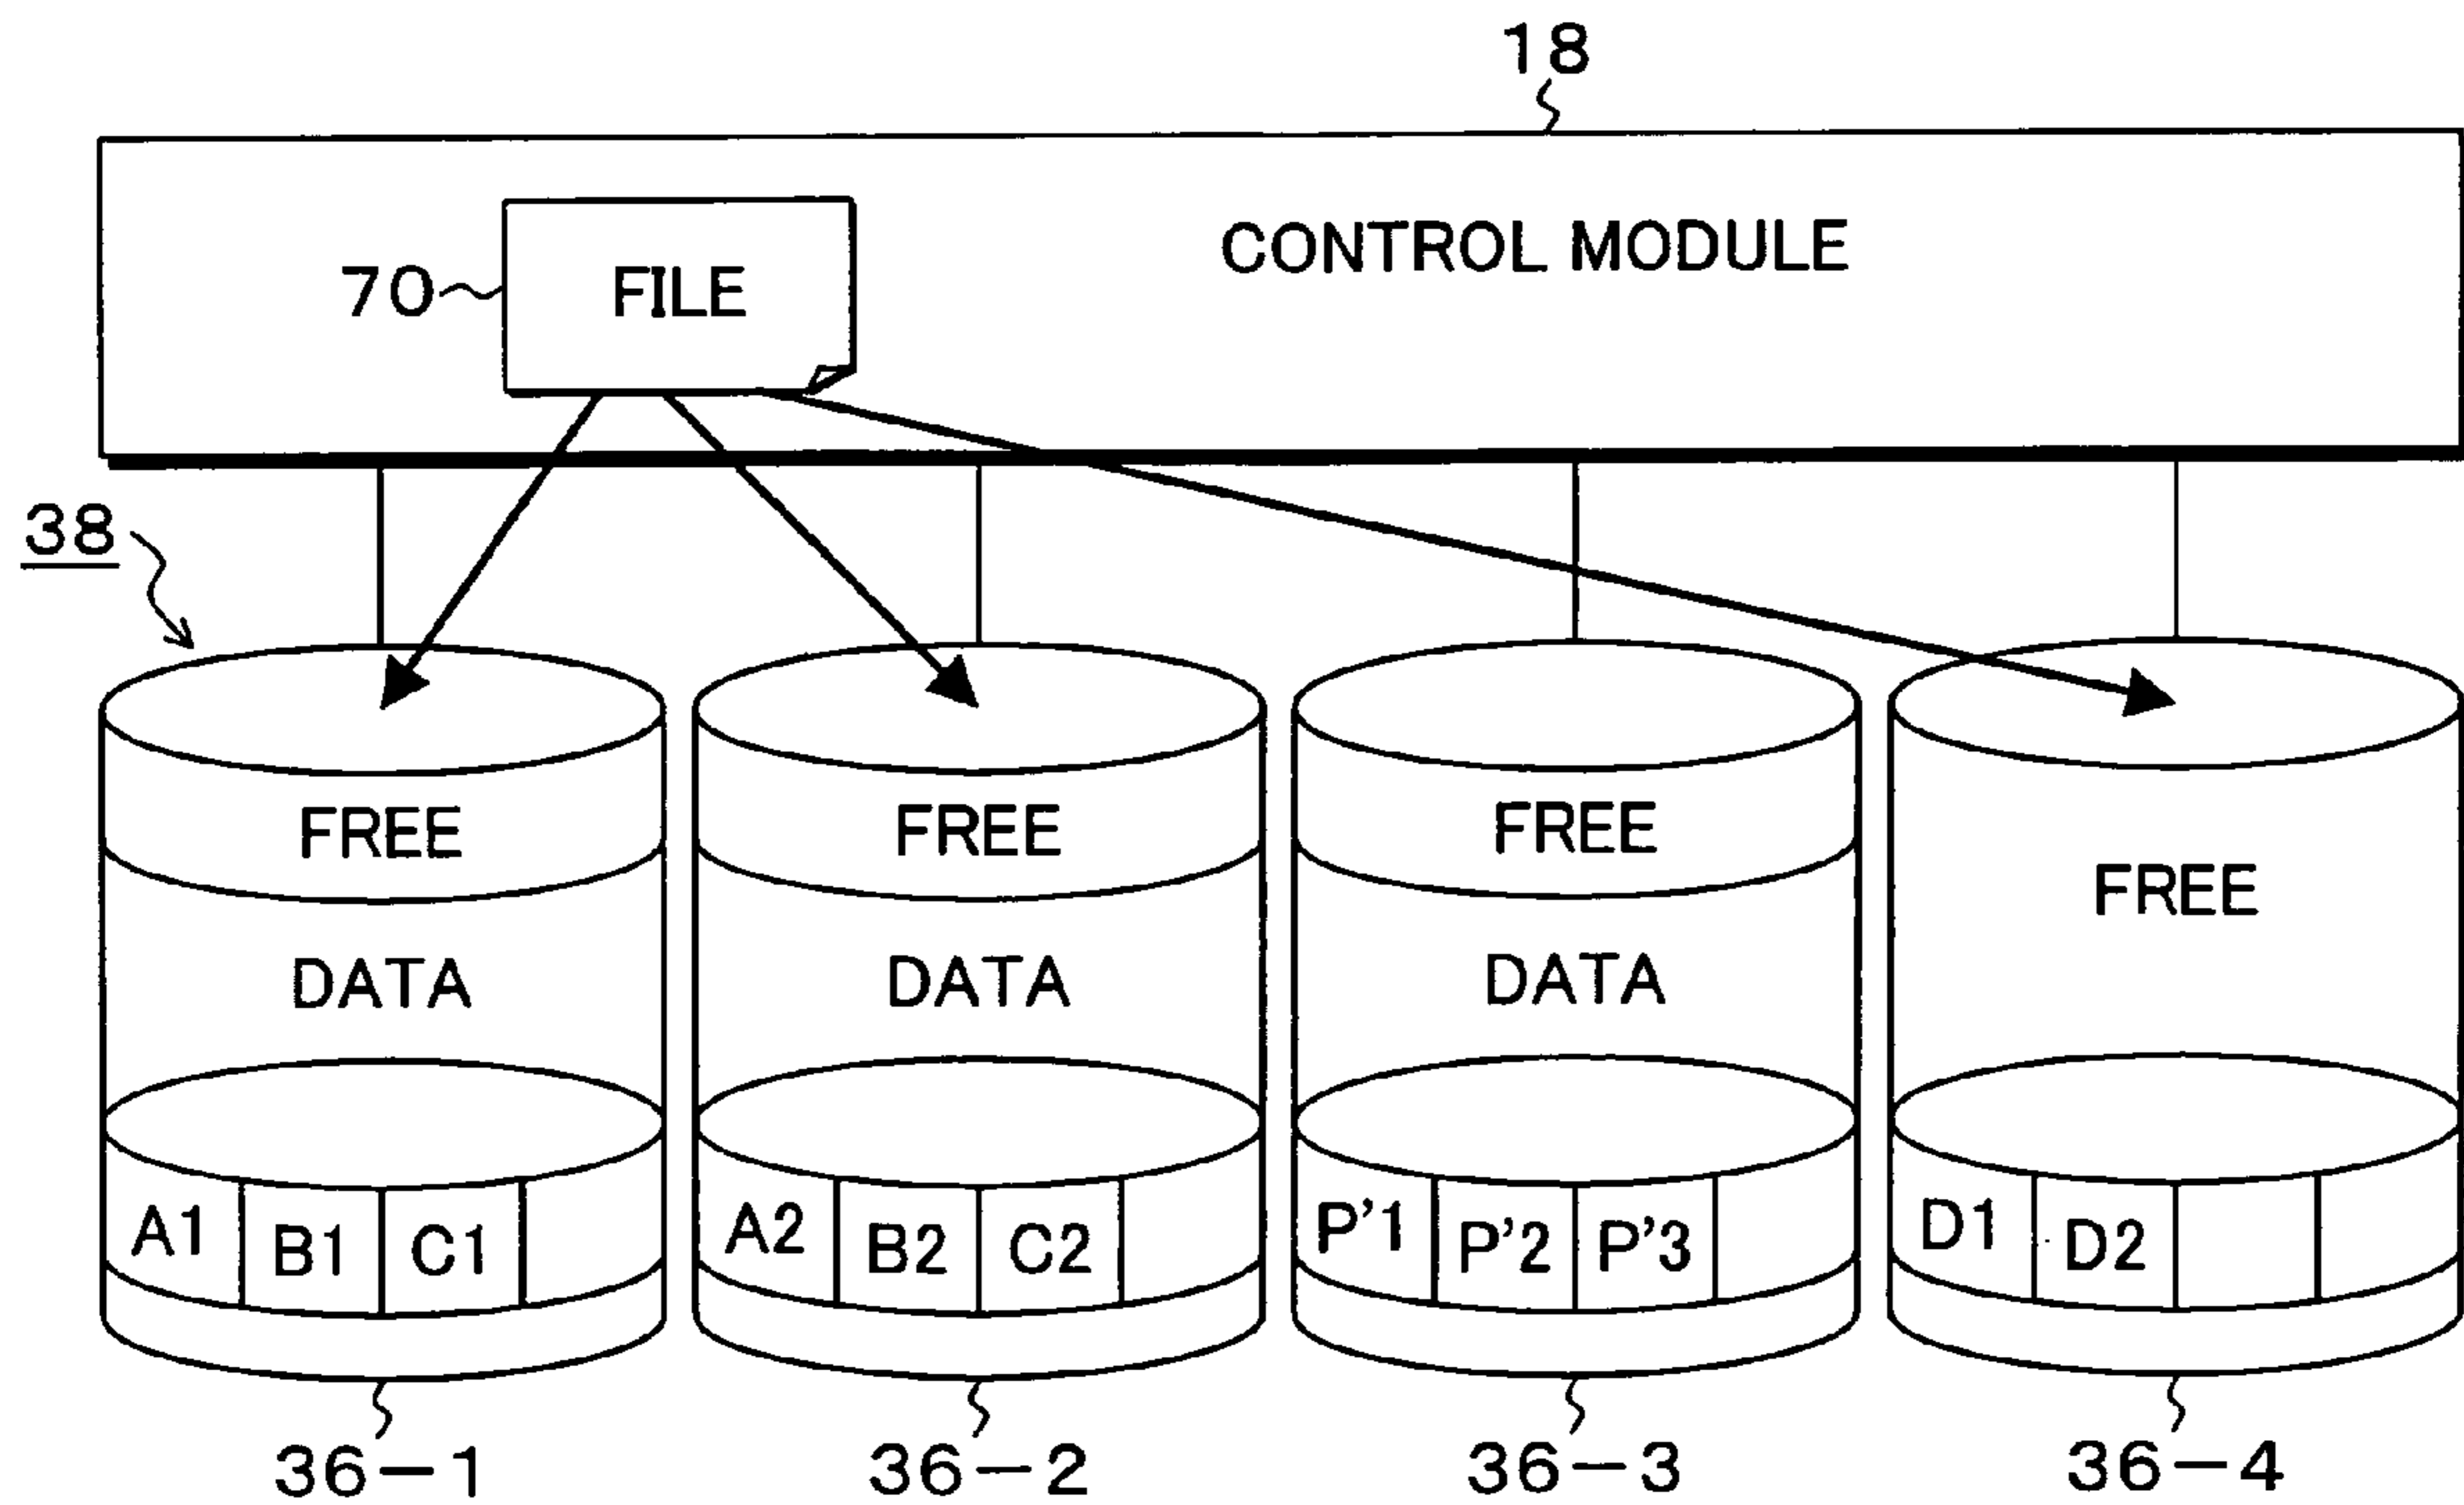 18
CONTROL MODULE
70
FILE
38
FREE
FREE
FREE
FREE
DATA
DATA
DATA
A1
B1
C1
A2
B2
C2
P'1
P'2
P'3
D1
D2
36-1
36-2
36-3
36-4